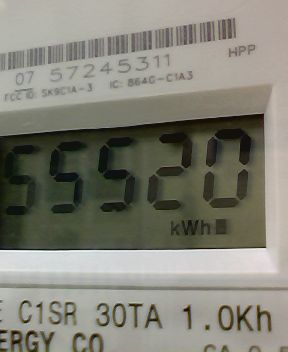 HPP
07 57245311
FCC ID: SK9C1A-3 IC: 864G-C1A3
55520
kWh
C1SR 30TA 1.0Kh
ERGY CO